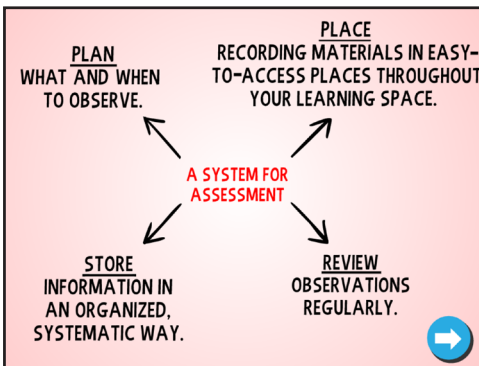 PLAN
WHAT AND WHEN
TO OBSERVE.
PLACE
RECORDING MATERIALS IN EASY-
TO-ACCESS PLACES THROUGHOUT
YOUR LEARNING SPACE.
A SYSTEM FOR
ASSESSMENT
STORE
INFORMATION IN
AN ORGANIZED,
SYSTEMATIC WAY.
REVIEW
OBSERVATIONS
REGULARLY.